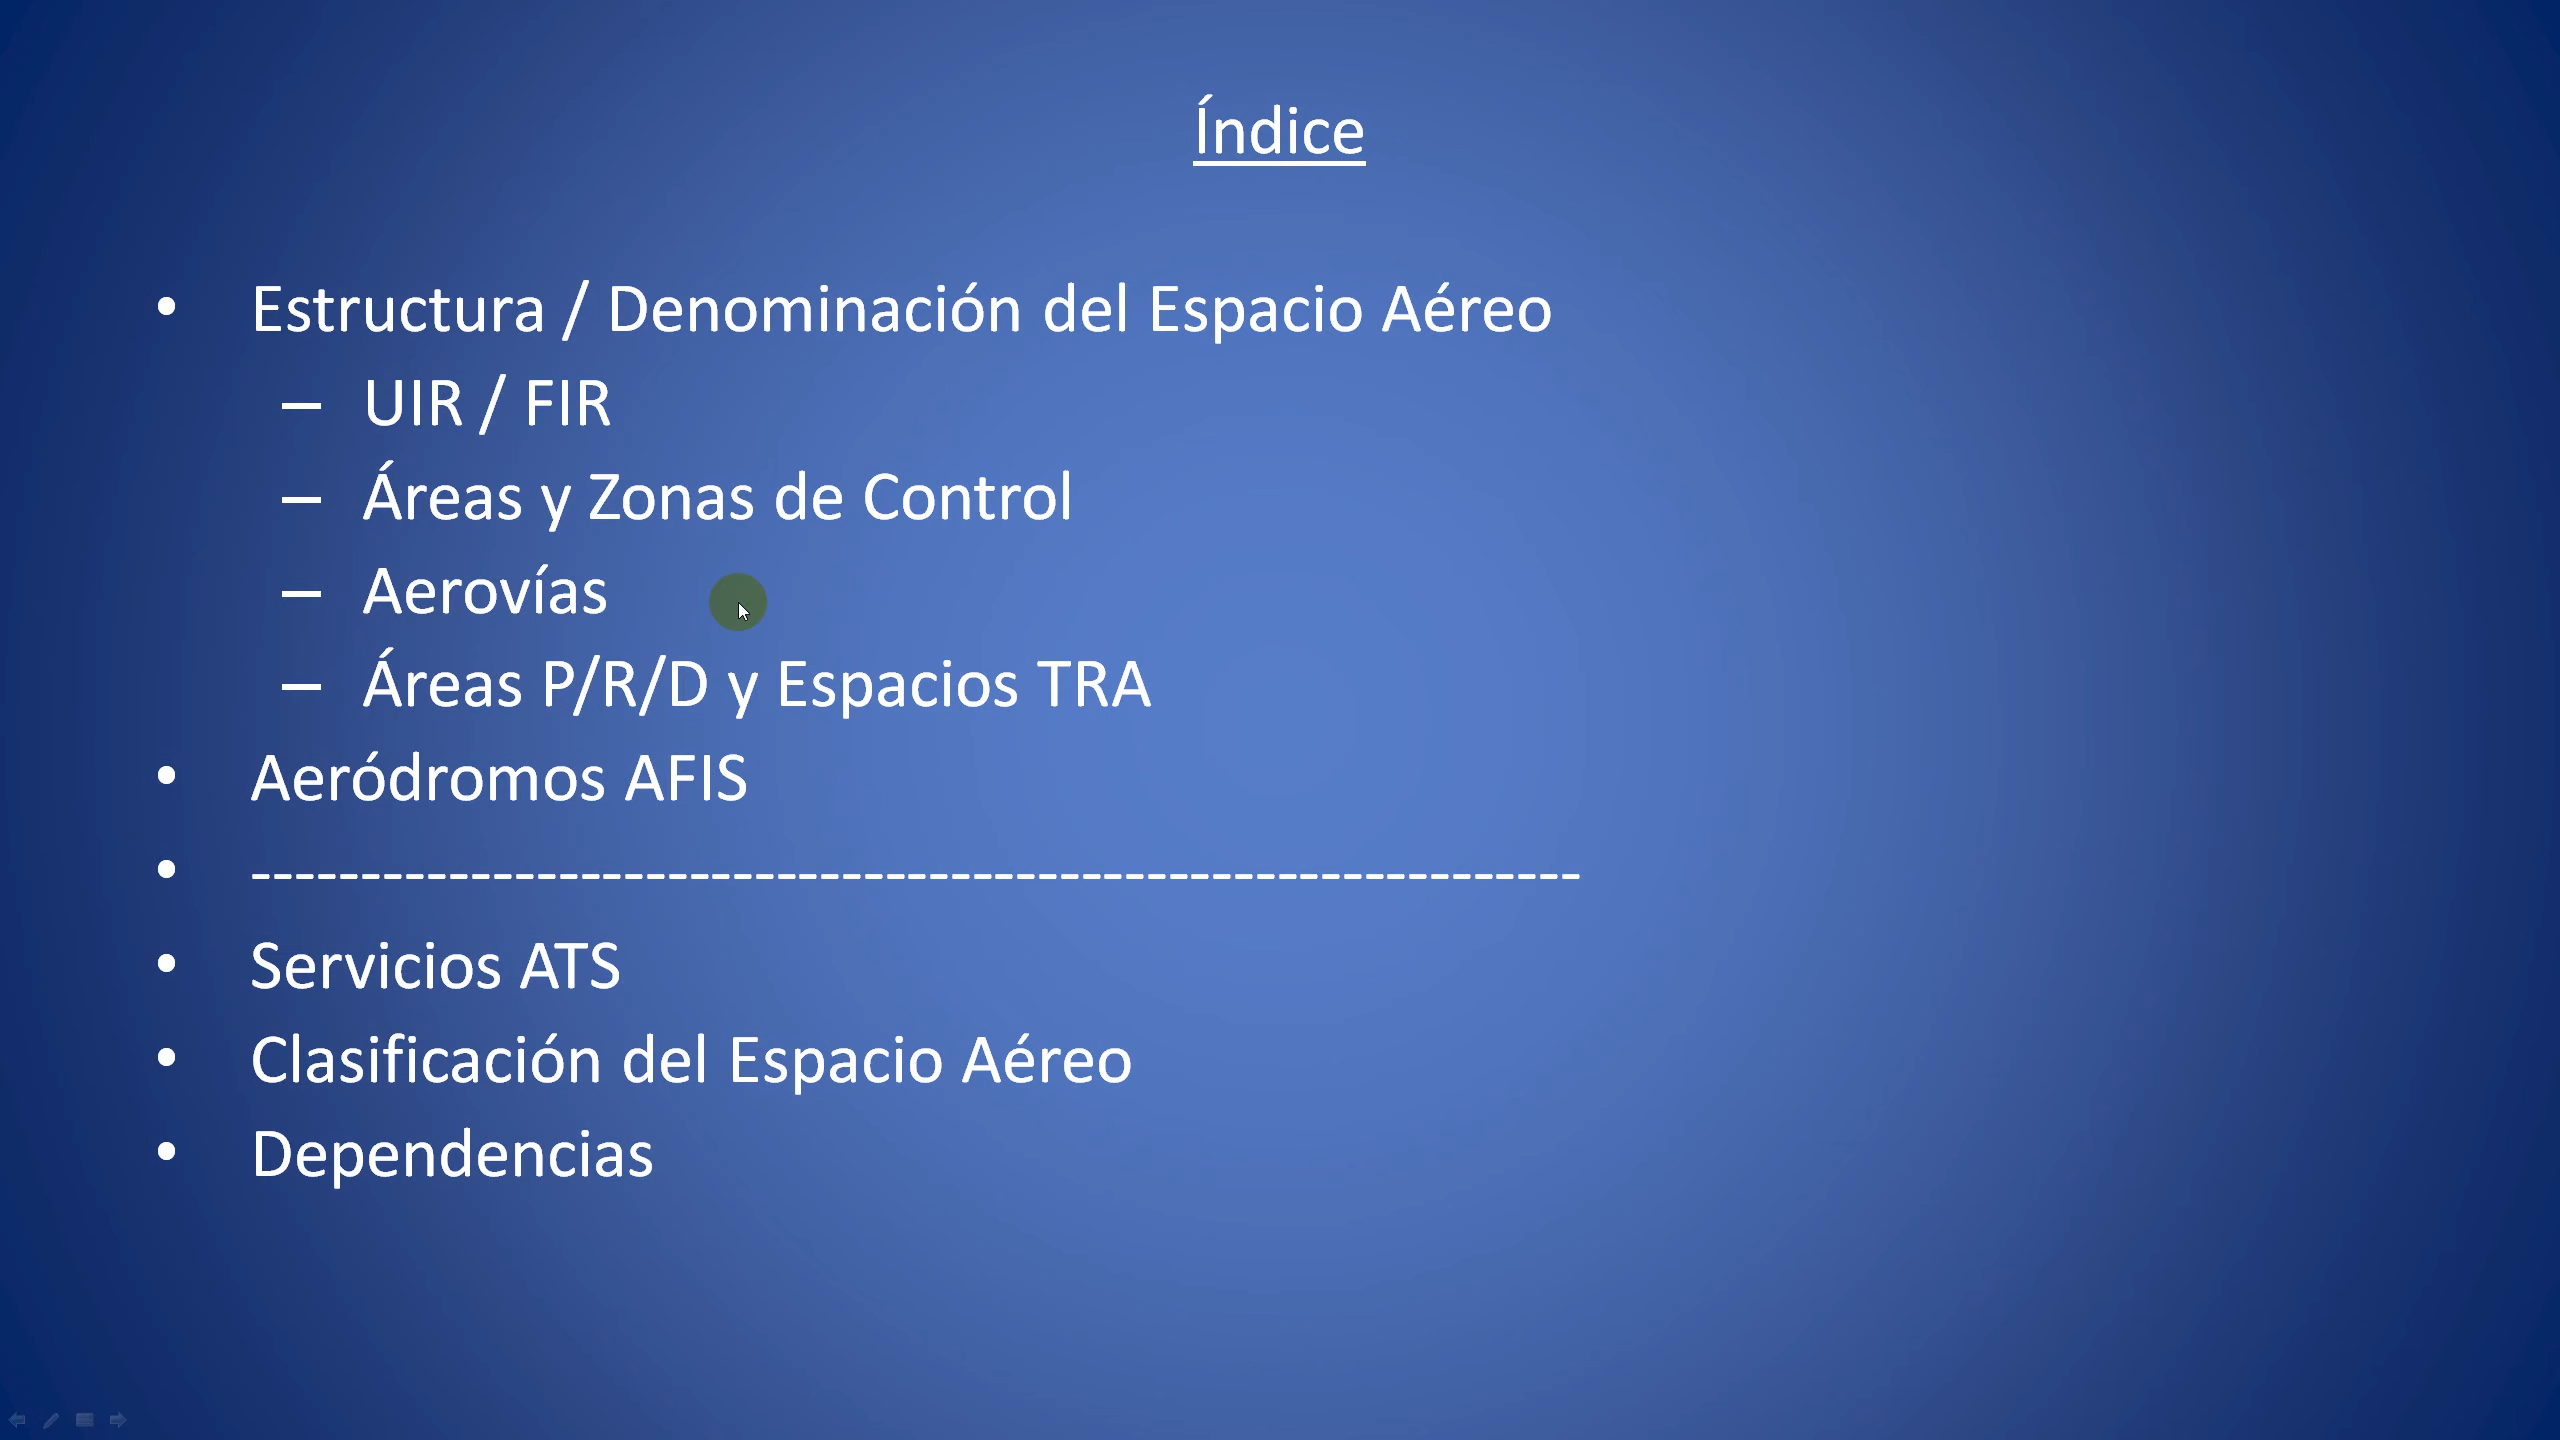 Índice
• Estructura / Denominación del Espacio Aéreo
– UIR / FIR
– Áreas y Zonas de Control
– Aerovías
– Áreas P/R/D y Espacios TRA
• Aeródromos AFIS
• -------------------------------------------------------------
• Servicios ATS
• Clasificación del Espacio Aéreo
• Dependencias